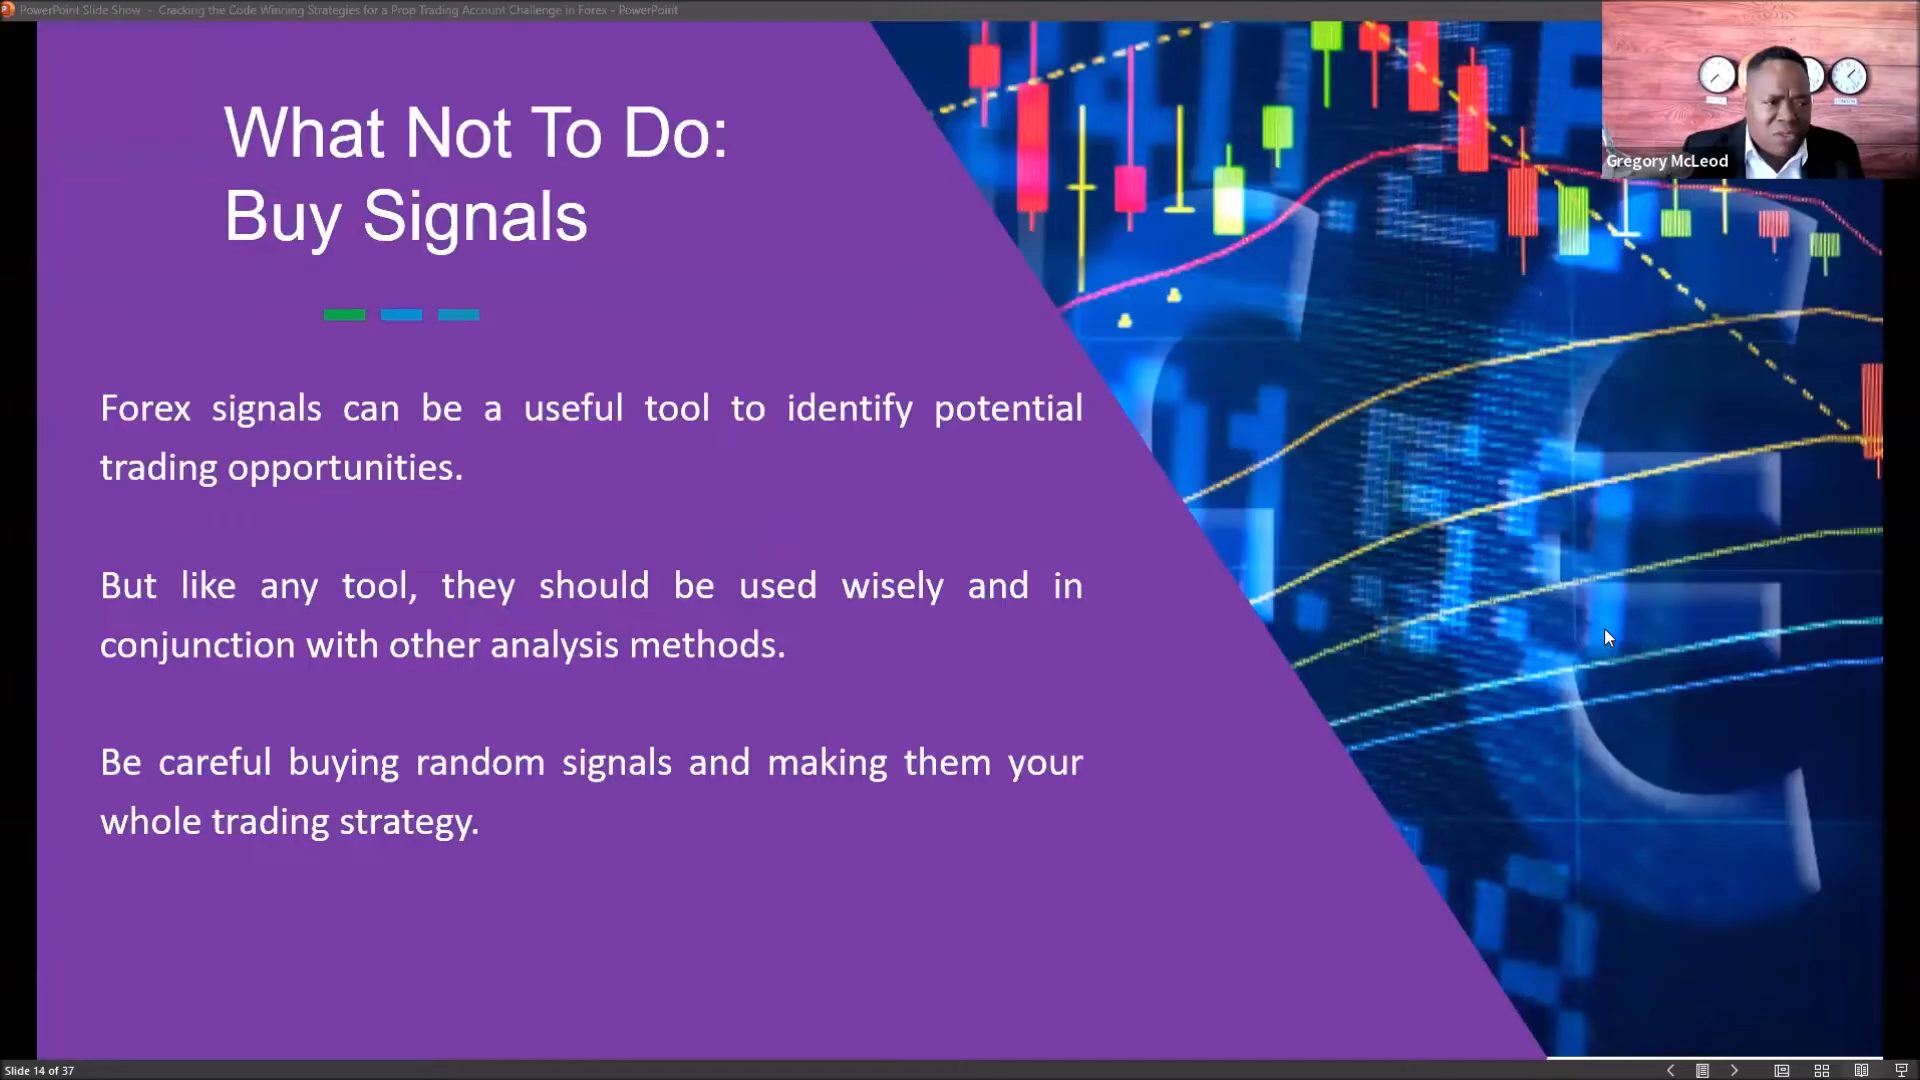 PowerPoint Slide Show - Cracking the Code Winning Strategies for a Prop Trading Account Challenge in Forex - PowerPoint
Gregory McLeod
What Not To Do:
Buy Signals
Forex signals can be a useful tool to identify potential
trading opportunities.
But like any tool, they should be used wisely and in
conjunction with other analysis methods.
Be careful buying random signals and making them your
whole trading strategy.
Slide 14 of 37